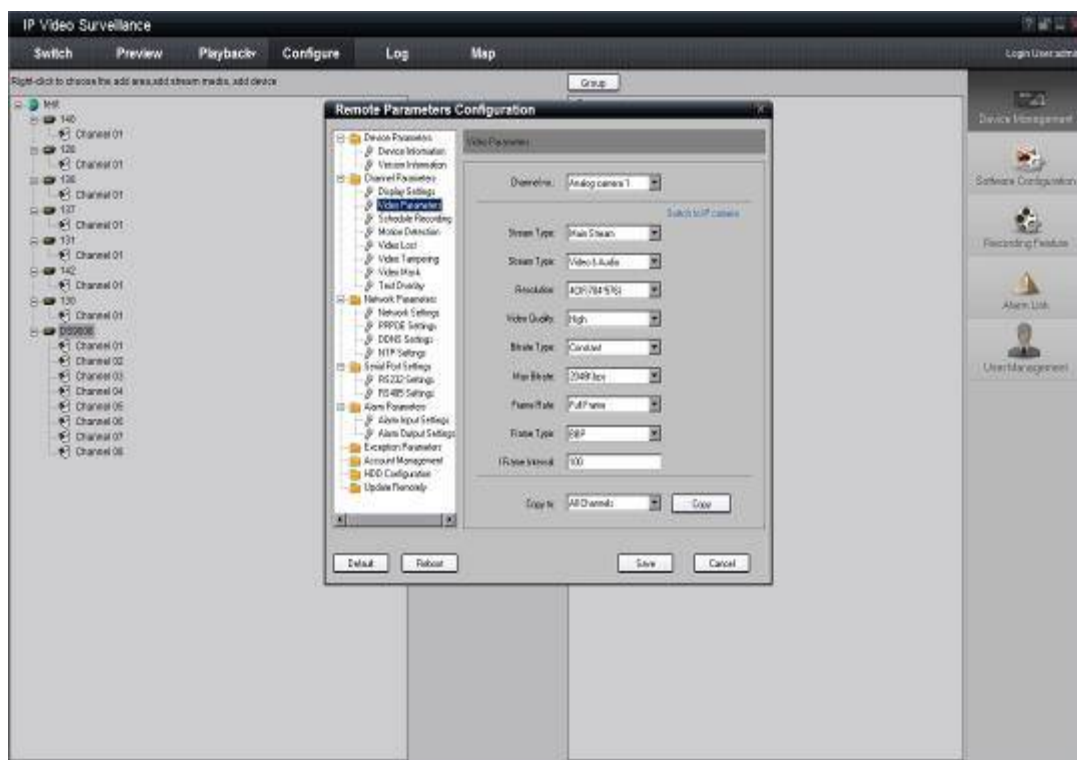 IP Video Surveillance
Switch Preview Playback Configure Log Map
Login User:
Right-click to choose the add area,add stream media, add device
Group
test
140
Channel 01
128
Channel 01
Channel 01
137
Channel 01
131
Channel 01
142
Channel 01
130
Channel 01
Channel 01
Channel 02
Channel 03
Channel 04
Channel 05
Channel 06
Channel 07
Channel 08
Remote Parameters Configuration
Device Parameters
Device Information
Version Information
Channel Parameters
Display Settings
Video Parameters
Schedule Recording
Motion Detection
Video Lost
Video Tampering
Video Mask
Text Overlay
Network Parameters
Network Settings
PPPOE Settings
DDNS Settings
NTP Settings
Serial Port Settings
RS232 Settings
RS485 Settings
Alarm Parameters
Alarm Input Settings
Alarm Output Settings
Exception Parameters
Account Management
HDD Configuration
Update Remotely
Video Parameters
Analog camera 1
Switch to IP camera
Stream Type: Main Stream
Stream Type: Video & Audio
Resolution: 4CIF(704*576)
Video Quality: High
Bitrate Type: Constant
Max Bitrate:
Frame Rate: Full Frame
Frame Type: BBP
I Frame Interval: 100
Copy to: All Channels Copy
Default Reboot Save Cancel
Device Management
Software Configuration
Recording Feature
Alarm Link
User Management